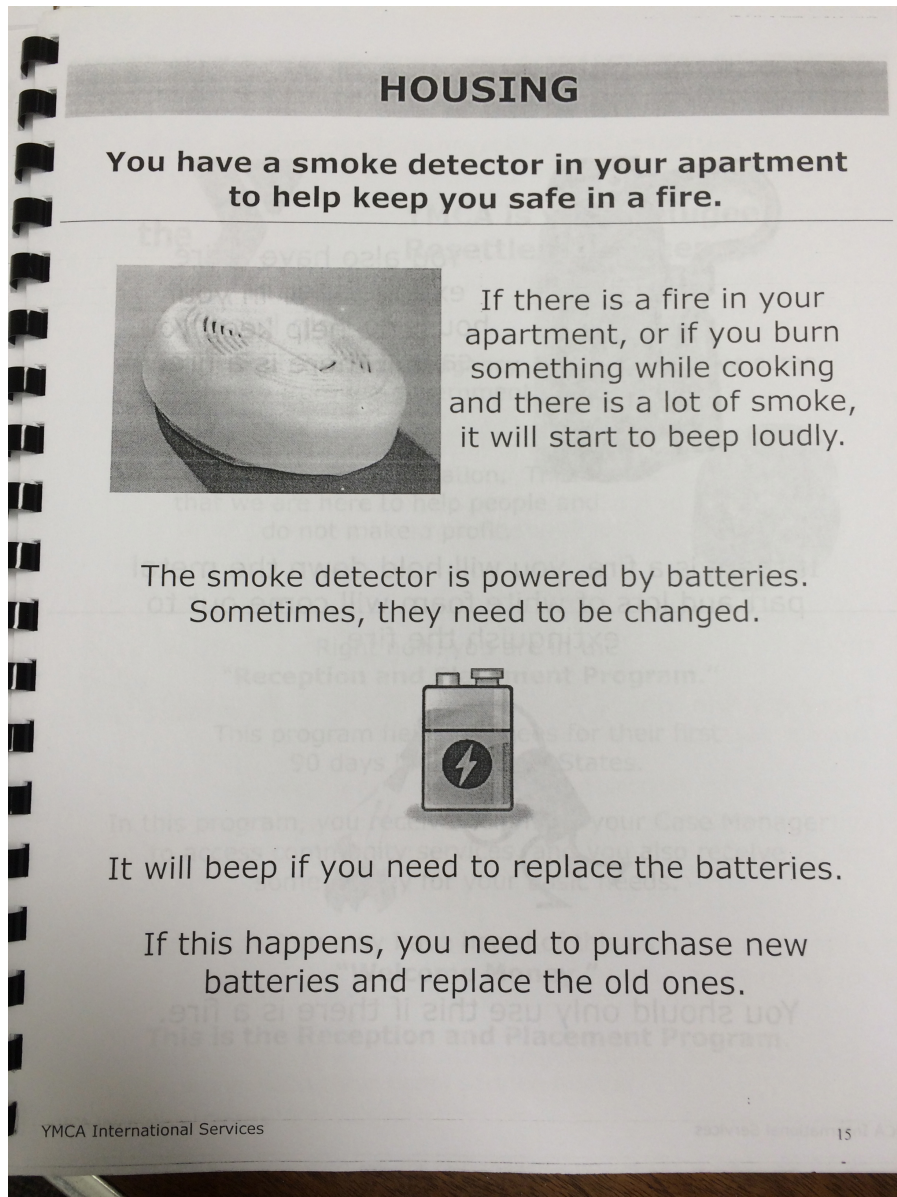 HOUSING
You have a smoke detector in your apartment
to help keep you safe in a fire.
If there is a fire in your
apartment, or if you burn
something while cooking
and there is a lot of smoke,
it will start to beep loudly.
The smoke detector is powered by batteries.
Sometimes, they need to be changed.
It will beep if you need to replace the batteries.
If this happens, you need to purchase new
batteries and replace the old ones.
YMCA International Services
15